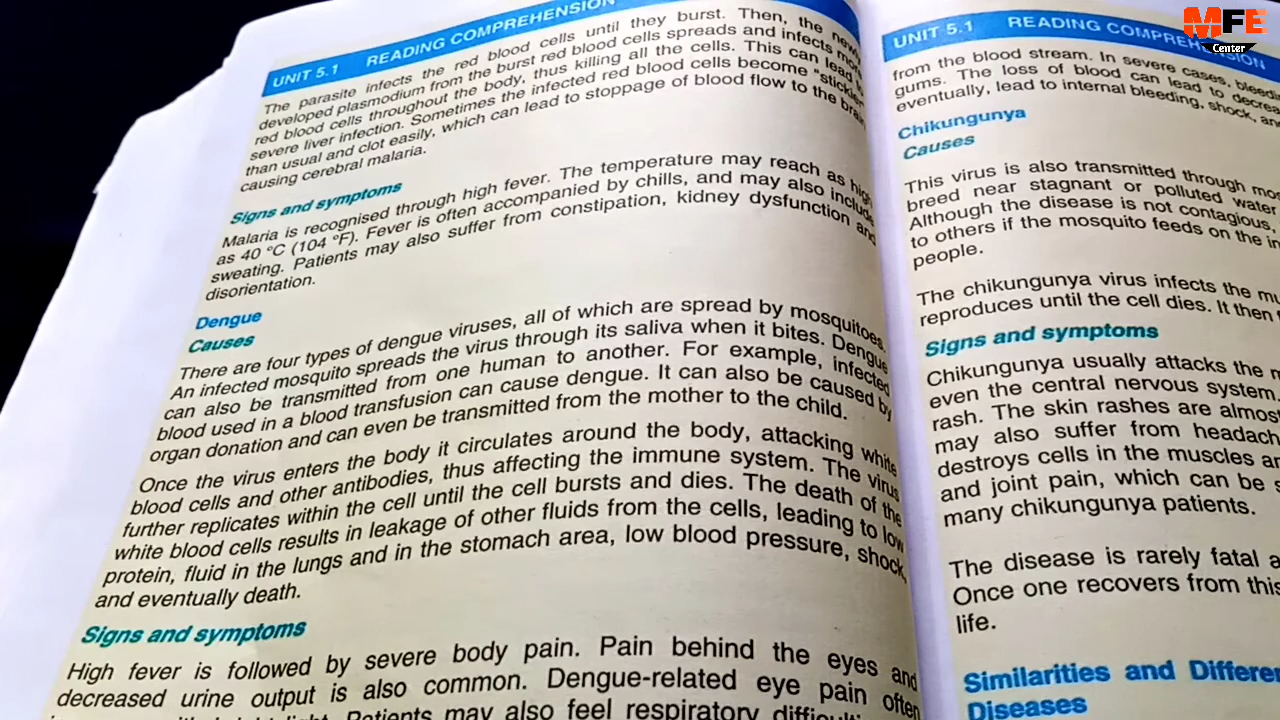 MFE
Center
UNIT 5.1 READING COMPREHENSION
The parasite infects the red blood cells until they burst. Then, the newly
developed plasmodium from the burst red blood cells spreads and infects more
red blood cells throughout the body, thus killing all the cells. This can lead to
severe liver infection. Sometimes the infected red blood cells become "stickier"
than usual and clot easily, which can lead to stoppage of blood flow to the brain
causing cerebral malaria.
Signs and symptoms
Malaria is recognised through high fever. The temperature may reach as high
as 40 °C (104 °F). Fever is often accompanied by chills, and may also include
sweating. Patients may also suffer from constipation, kidney dysfunction and
disorientation.
Dengue
Causes
There are four types of dengue viruses, all of which are spread by mosquitoes.
An infected mosquito spreads the virus through its saliva when it bites. Dengue
can also be transmitted from one human to another. For example, infected
blood used in a blood transfusion can cause dengue. It can also be caused by
organ donation and can even be transmitted from the mother to the child.
Once the virus enters the body it circulates around the body, attacking white
blood cells and other antibodies, thus affecting the immune system. The virus
further replicates within the cell until the cell bursts and dies. The death of the
white blood cells results in leakage of other fluids from the cells, leading to low
protein, fluid in the lungs and in the stomach area, low blood pressure, shock,
and eventually death.
Signs and symptoms
High fever is followed by severe body pain. Pain behind the eyes and
decreased urine output is also common. Dengue-related eye pain often
Patients may also feel respiratory
UNIT 5.1 READING COMPREHENSION
from the blood stream. In severe cases,
gums. The loss of blood can lead to
eventually, lead to internal bleeding, shock,
Chikungunya
Causes
This virus is also transmitted through
breed near stagnant or polluted water
Although the disease is not contagious,
to others if the mosquito feeds on the
people.
The chikungunya virus infects the
reproduces until the cell dies. It then
Signs and symptoms
Chikungunya usually attacks the
even the central nervous system.
rash. The skin rashes are
may also suffer from
destroys cells in the muscles
and joint pain, which can be
many chikungunya patients.
The disease is rarely fatal
Once one recovers from this
life.
Similarities and
Diseases